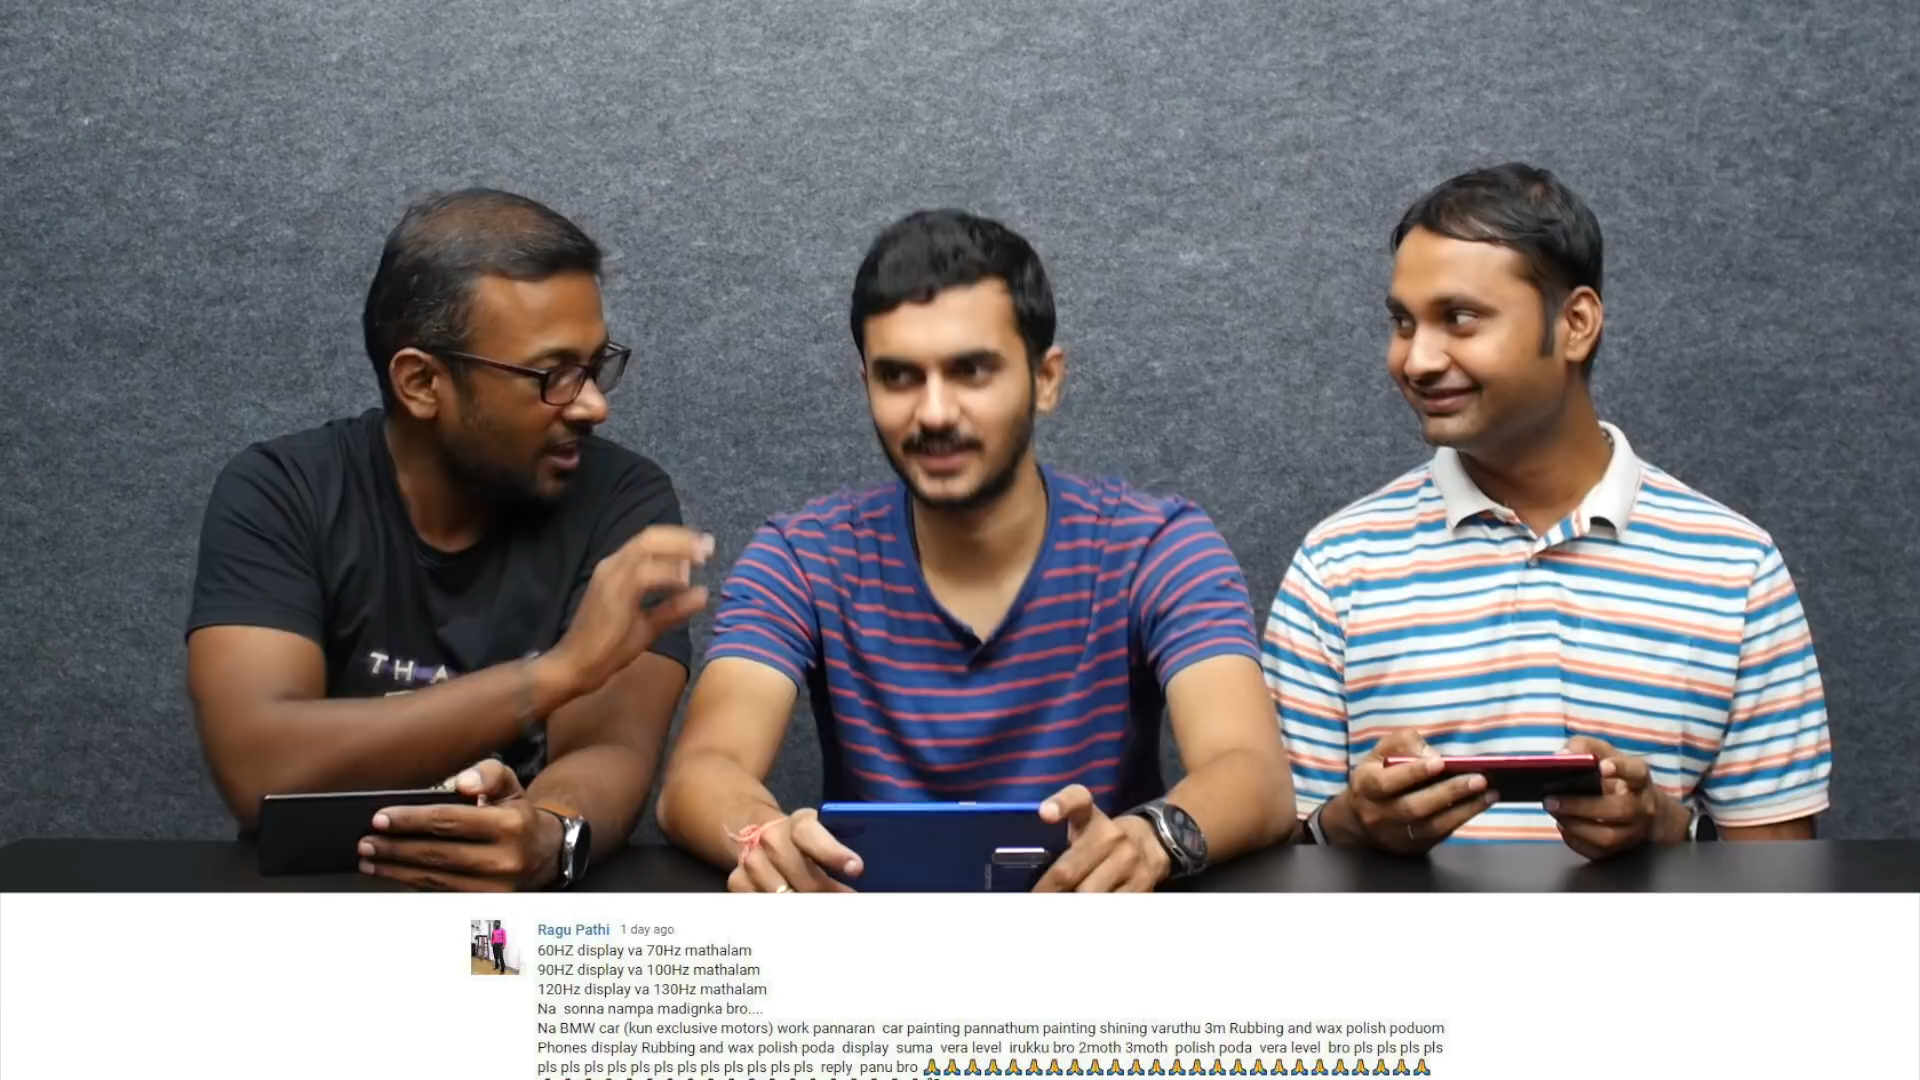 THA
Ragu Pathi 1 day ago
60HZ display va 70Hz mathalam
90HZ display va 100Hz mathalam
120Hz display va 130Hz mathalam
Na sonna nampa madignka bro....
Na BMW car (kun exclusive motors) work pannaran car painting pannathum painting shining varuthu 3m Rubbing and wax polish poduom
Phones display Rubbing and wax polish poda display suma vera level irukku bro 2moth 3moth polish poda vera level bro pls pls pls pls
pls pls pls pls pls pls pls pls pls pls pls pls reply panu bro 🙏🙏🙏🙏🙏🙏🙏🙏🙏🙏🙏🙏🙏🙏🙏🙏🙏🙏🙏🙏🙏🙏🙏🙏🙏🙏🙏🙏